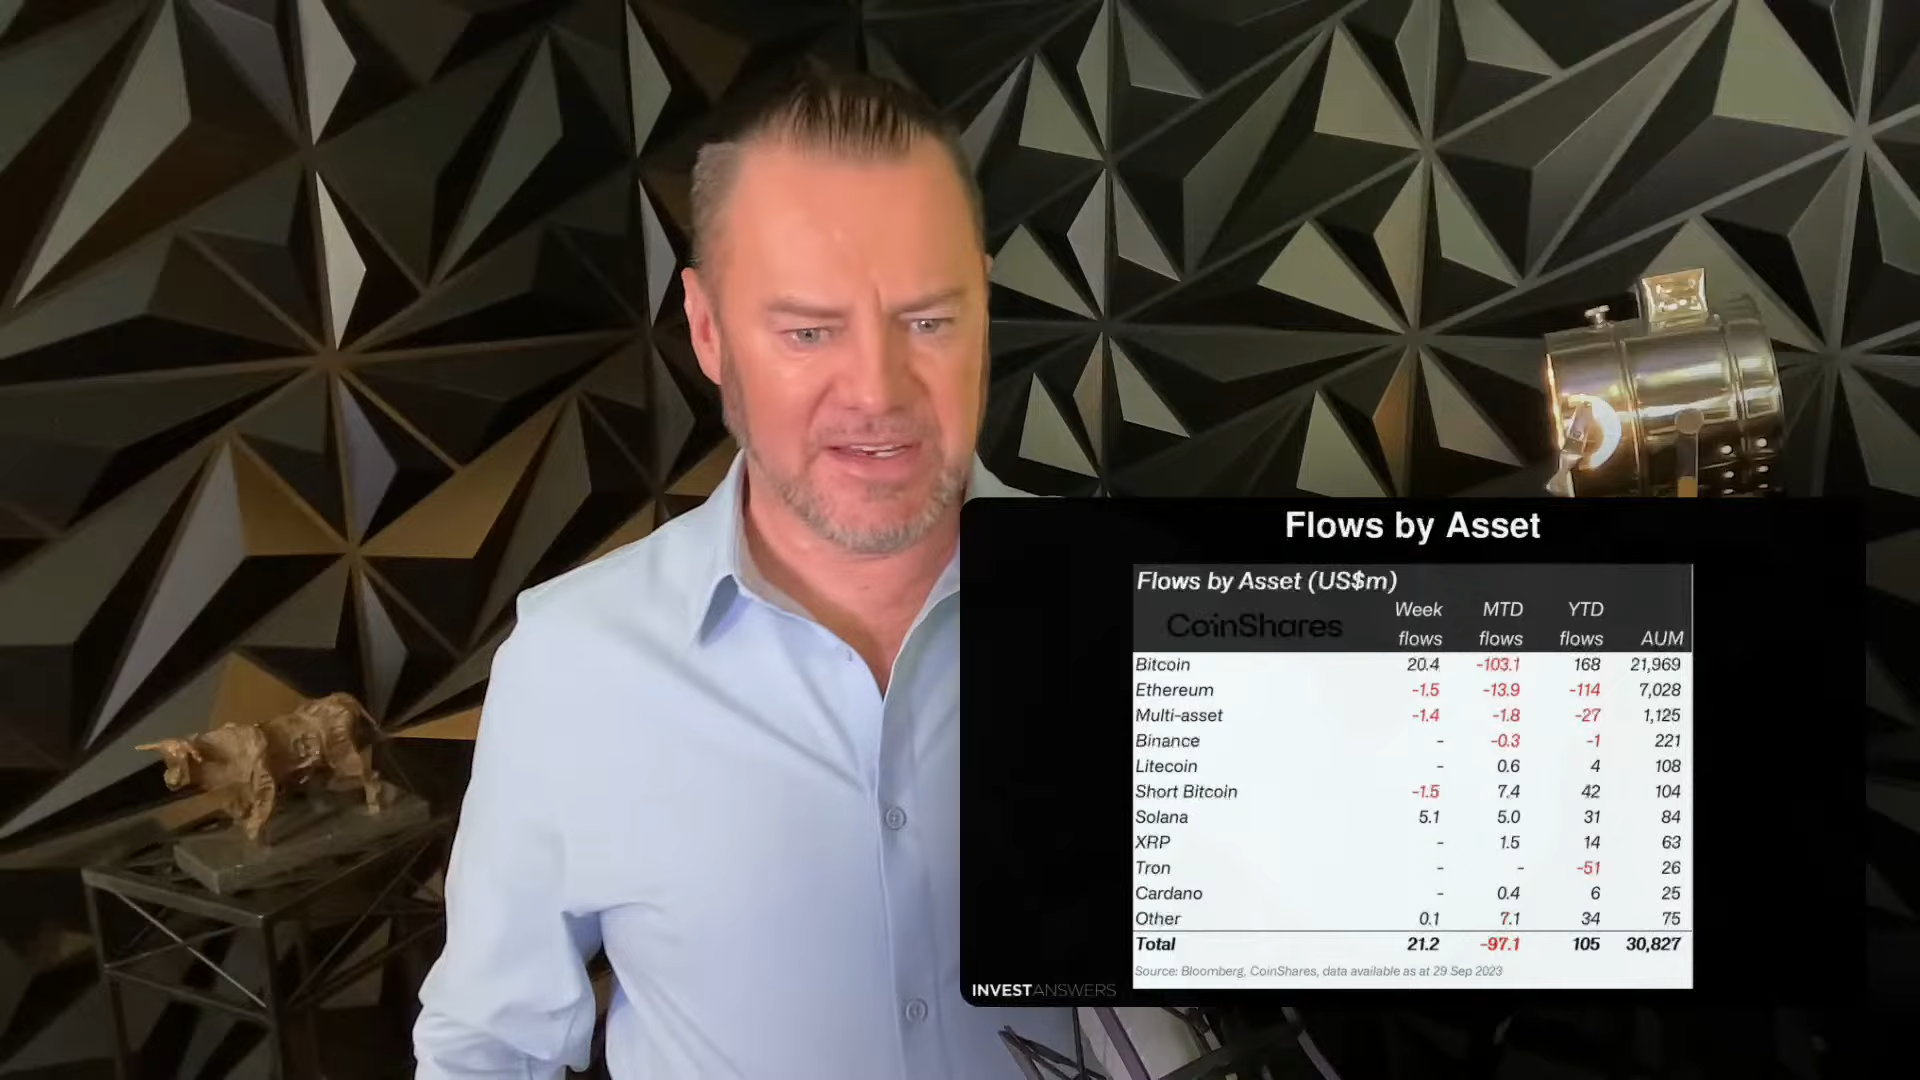 Flows by Asset
Flows by Asset (US$m)
CoinShares
Week flows MTD flows YTD flows AUM
Bitcoin 20.4 -103.1 168 21,969
Ethereum -1.5 -13.9 -114 7,028
Multi-asset -1.4 -1.8 -27 1,125
Binance - -0.3 -1 221
Litecoin - 0.6 4 108
Short Bitcoin -1.5 7.4 42 104
Solana 5.1 5.0 31 84
XRP - 1.5 14 63
Tron - - -51 26
Cardano - 0.4 6 25
Other 0.1 7.1 34 75
Total 21.2 -97.1 105 30,827
Source: Bloomberg, CoinShares, data available as at 29 Sep 2023
INVESTANSWERS